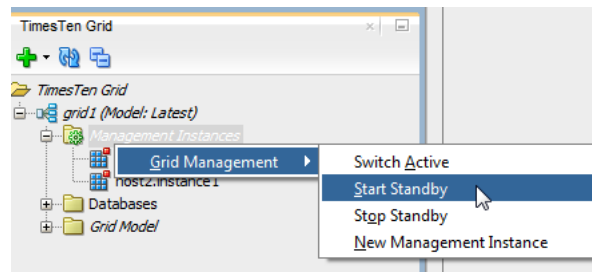 TimesTen Grid
TimesTen Grid
grid1 (Model: Latest)
Management Instances
Grid Management
host2.instance1
Databases
Grid Model
Switch Active
Start Standby
Stop Standby
New Management Instance